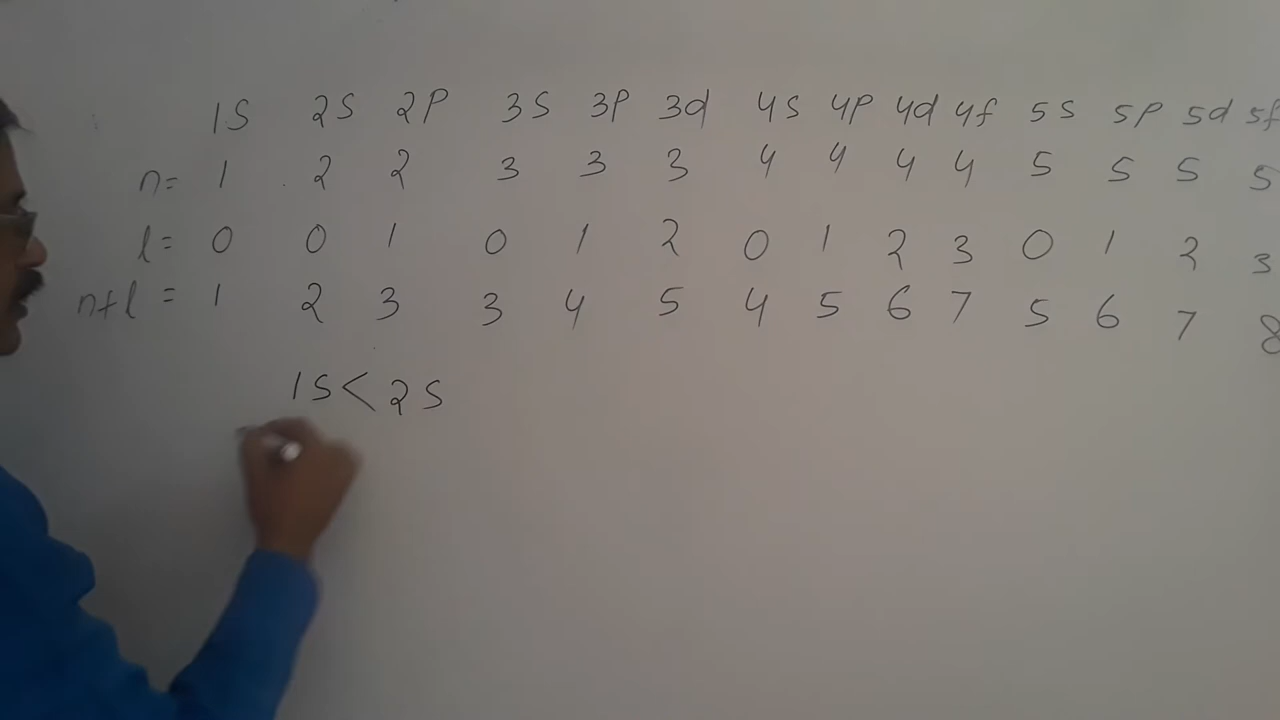 1S 2S 2P 3S 3P 3d 4S 4P 4d 4f 5S 5P 5d 5f
n= 1 2 2 3 3 3 4 4 4 4 5 5 5 5
l= 0 0 1 0 1 2 0 1 2 3 0 1 2 3
n+l = 1 2 3 3 4 5 4 5 6 7 5 6 7 8
1S < 2S